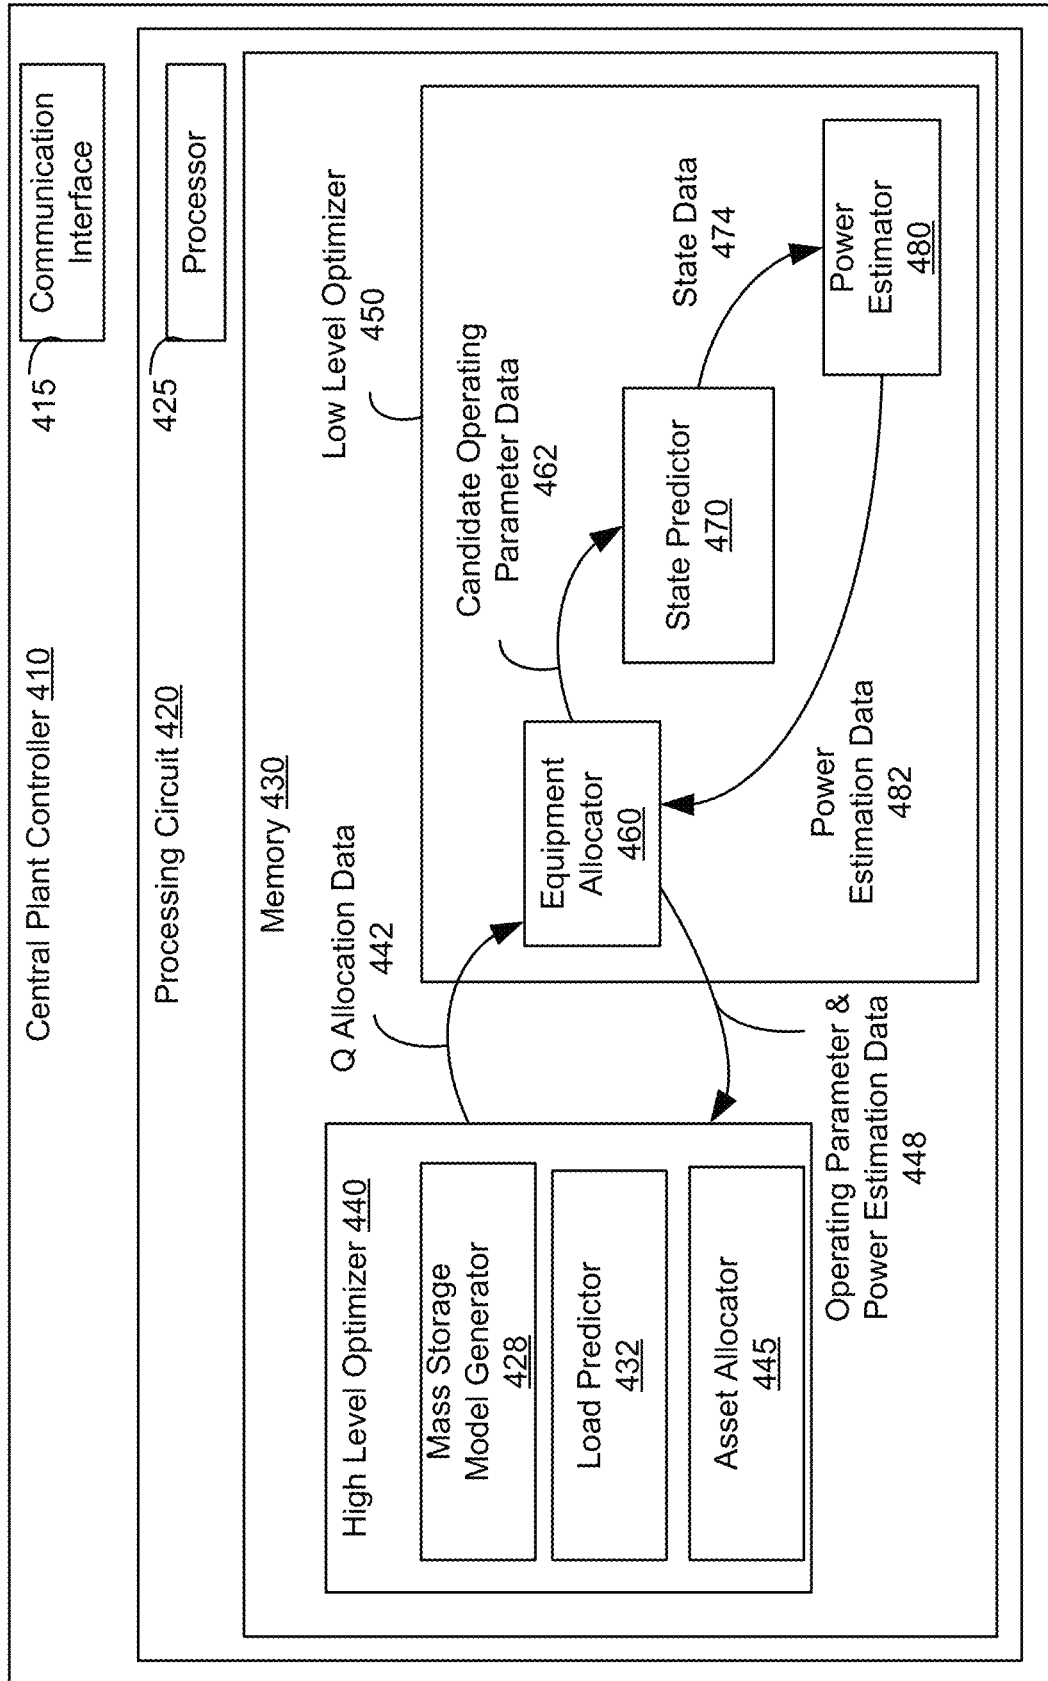 Central Plant Controller 410
415
Communication
Interface
Processing Circuit 420
425
Processor
Memory 430
High Level Optimizer 440
Mass Storage
Model Generator
428
Load Predictor
432
Asset Allocator
445
Q Allocation Data
442
Operating Parameter &
Power Estimation Data
448
Low Level Optimizer
450
Equipment
Allocator
460
Candidate Operating
Parameter Data
462
State Predictor
470
State Data
474
Power
Estimator
480
Power
Estimation Data
482